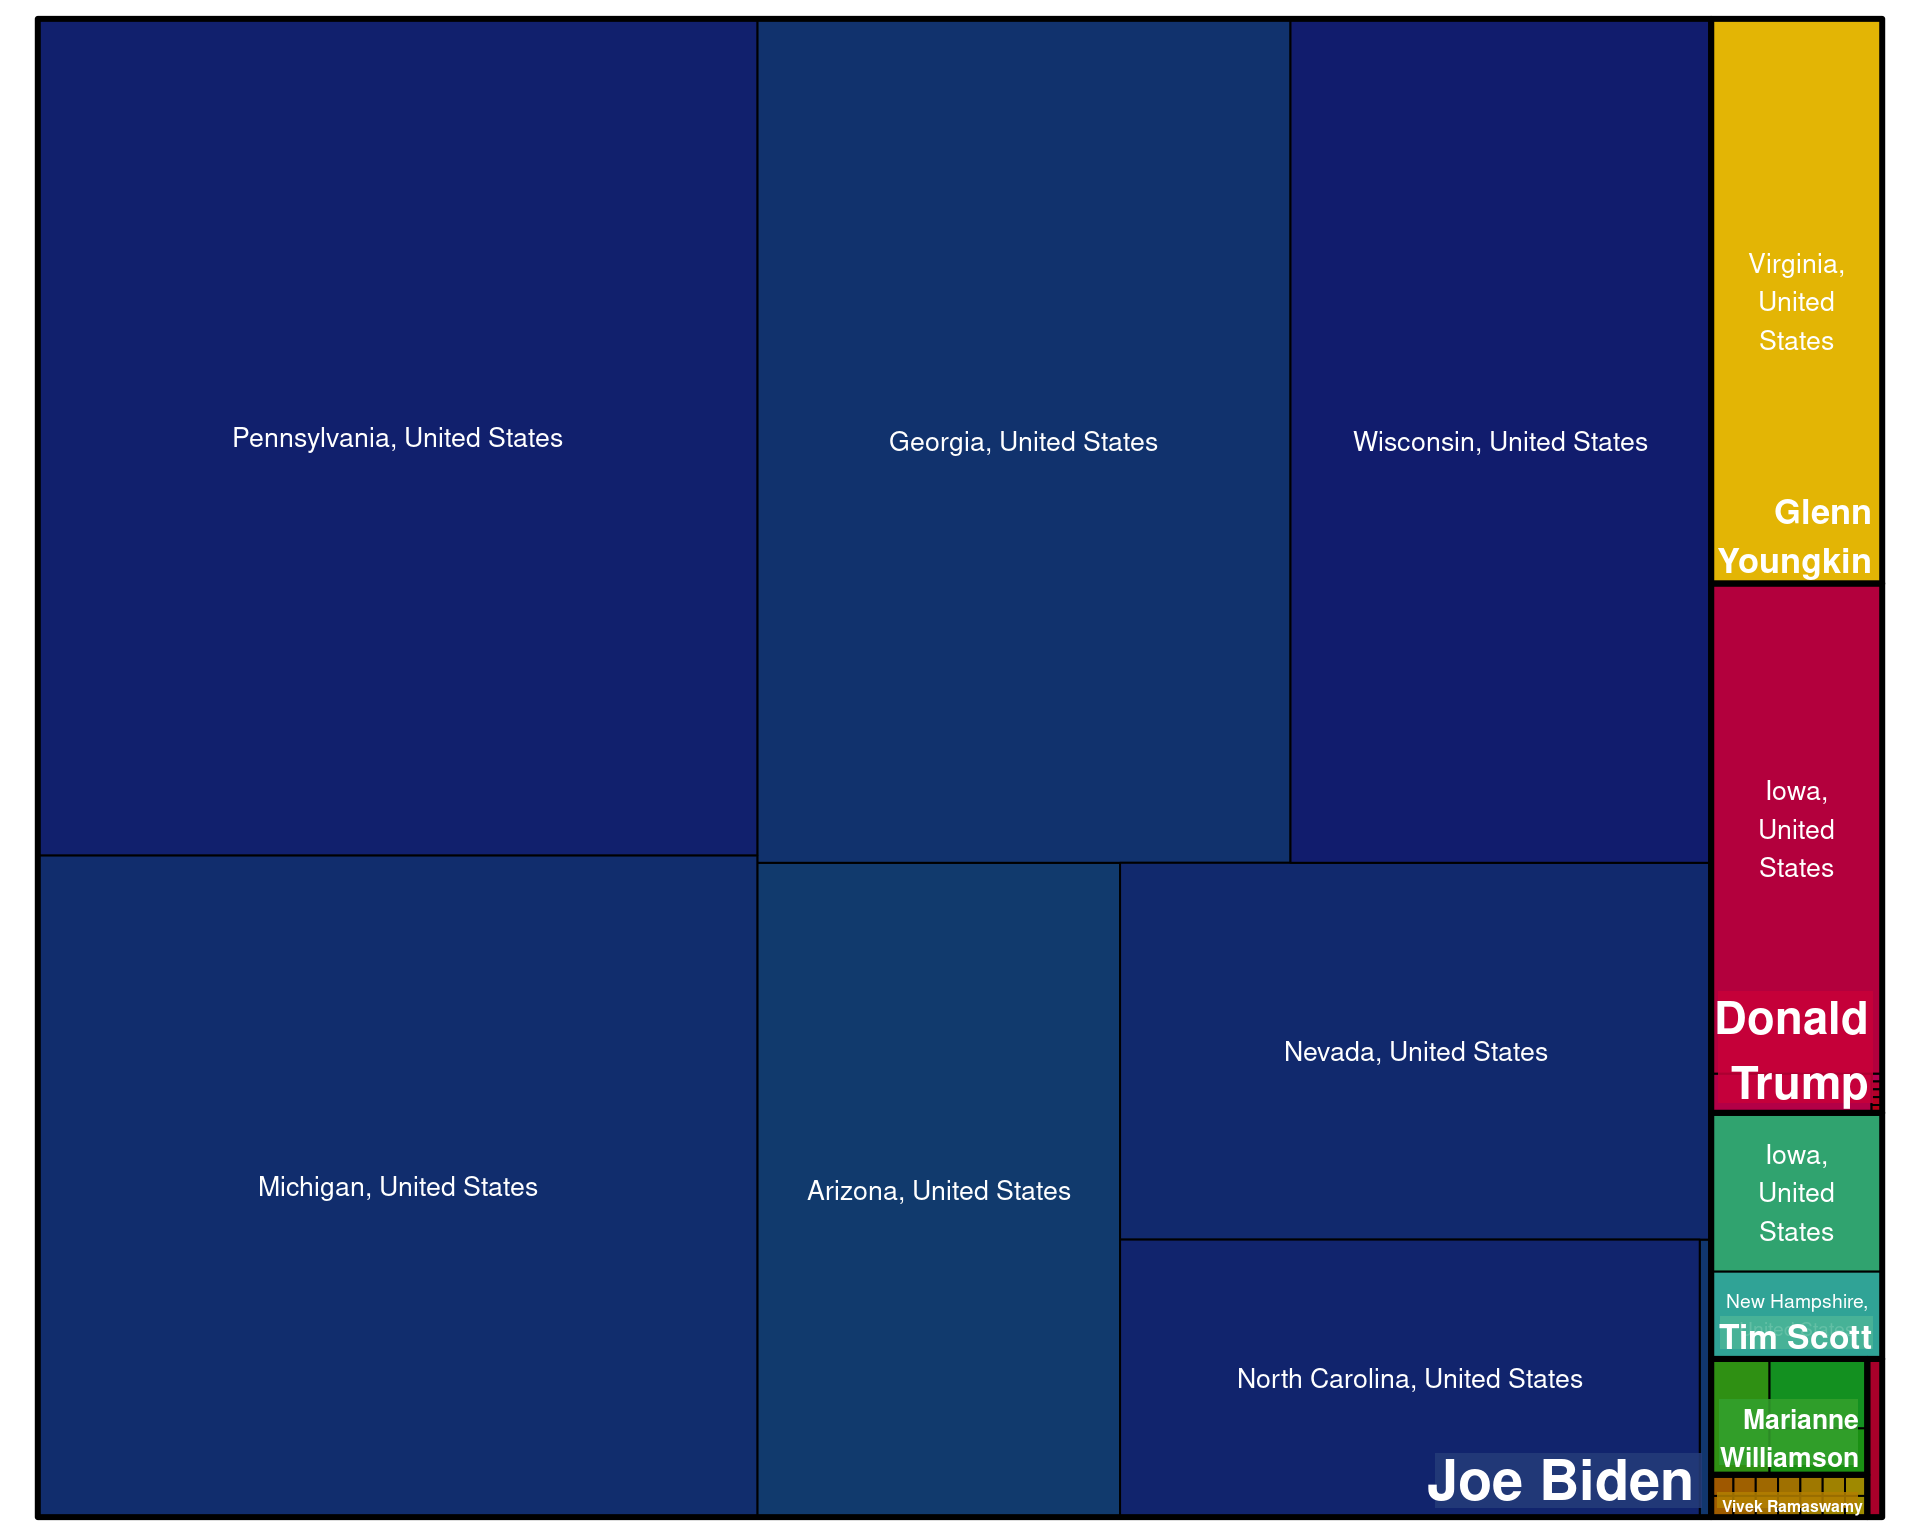 Pennsylvania, United States
Georgia, United States
Wisconsin, United States
Michigan, United States
Arizona, United States
Nevada, United States
North Carolina, United States
Joe Biden
Virginia,
United
States
Glenn
Youngkin
Iowa,
United
States
Donald
Trump
Iowa,
United
States
New Hampshire,
Tim Scott
Marianne
Williamson
Vivek Ramaswamy